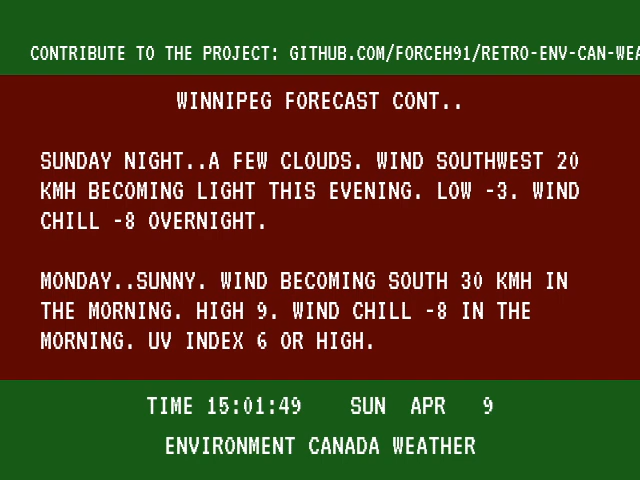 CONTRIBUTE TO THE PROJECT: GITHUB.COM/FORCEH91/RETRO-ENV-CAN-WEA
WINNIPEG FORECAST CONT..
SUNDAY NIGHT..A FEW CLOUDS. WIND SOUTHWEST 20
KMH BECOMING LIGHT THIS EVENING. LOW -3. WIND
CHILL -8 OVERNIGHT.
MONDAY..SUNNY. WIND BECOMING SOUTH 30 KMH IN
THE MORNING. HIGH 9. WIND CHILL -8 IN THE
MORNING. UV INDEX 6 OR HIGH.
TIME 15:01:49 SUN APR 9
ENVIRONMENT CANADA WEATHER